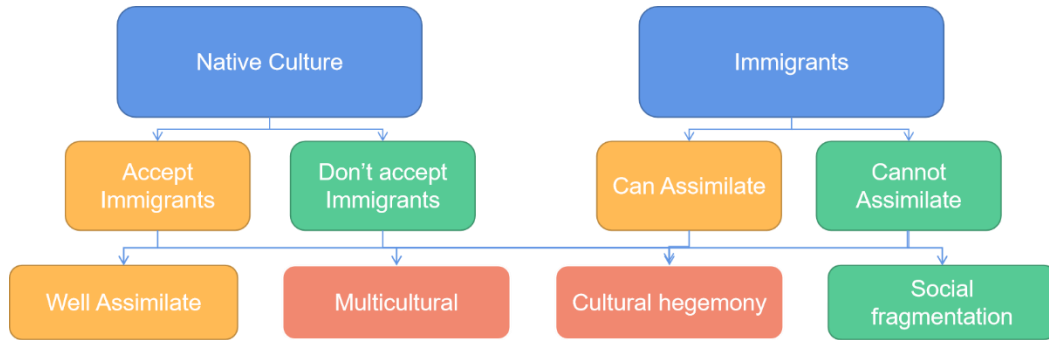 Native Culture
Immigrants
Accept
Immigrants
Don't accept
Immigrants
Can Assimilate
Cannot
Assimilate
Well Assimilate
Multicultural
Cultural hegemony
Social
fragmentation